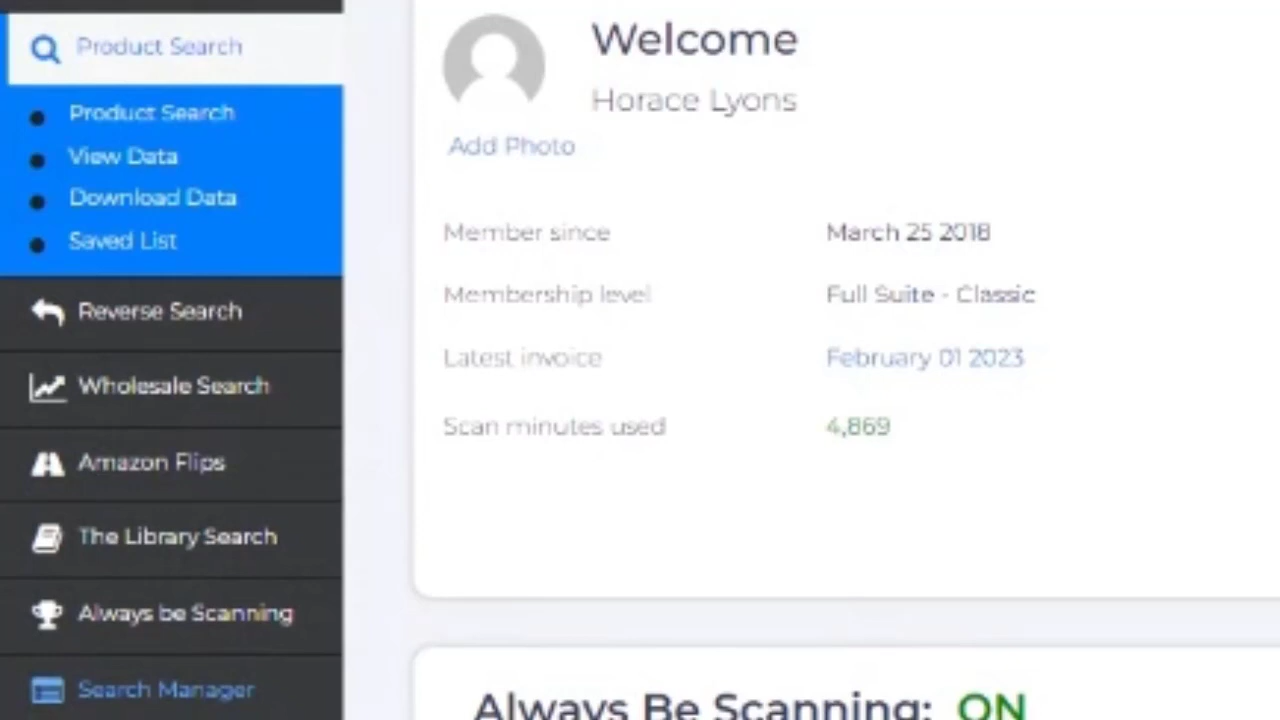 Product Search
Product Search
View Data
Download Data
Saved List
Reverse Search
Wholesale Search
Amazon Flips
The Library Search
Always be Scanning
Search Manager
Welcome
Horace Lyons
Add Photo
Member since March 25 2018
Membership level Full Suite - Classic
Latest invoice February 01 2023
Scan minutes used 4,869
Always Be Scanning: ON